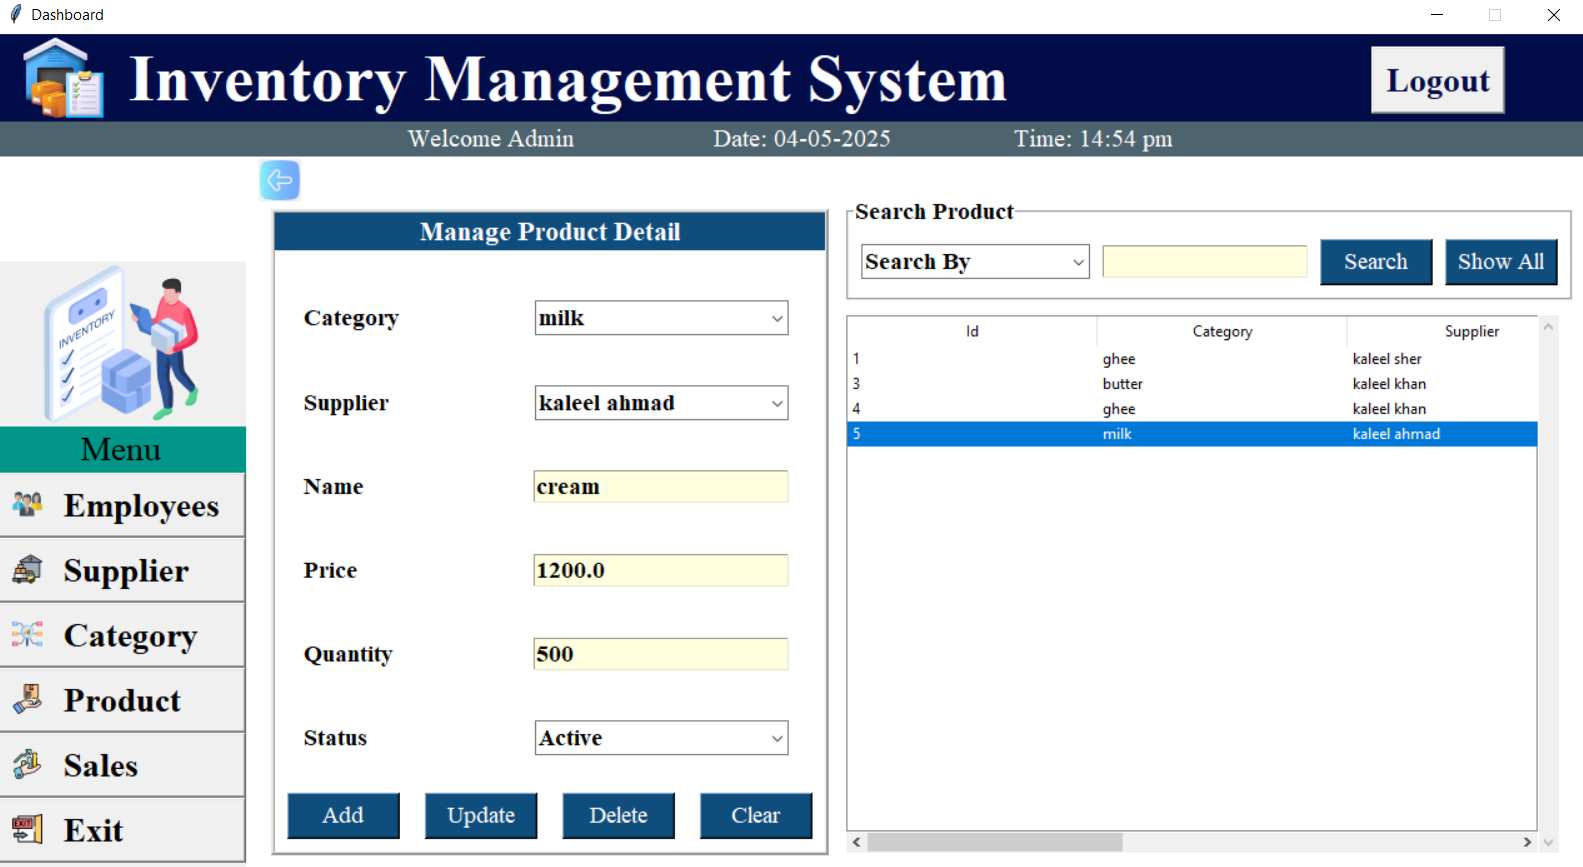 Dashboard
Inventory Management System
Logout
Welcome Admin Date: 04-05-2025 Time: 14:54 pm
INVENTORY
Menu
Employees
Supplier
Category
Product
Sales
EXIT
Exit
Manage Product Detail
Category milk
Supplier kaleel ahmad
Name cream
Price 1200.0
Quantity 500
Status Active
Add Update Delete Clear
Search Product
Search By Search Show All
Id Category Supplier
1 ghee kaleel sher
3 butter kaleel khan
4 ghee kaleel khan
5 milk kaleel ahmad